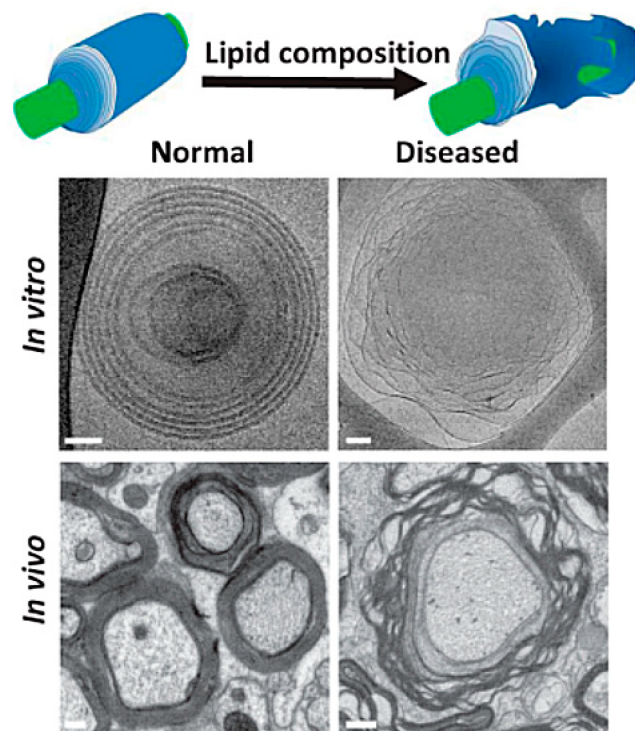 Lipid composition
Normal
Diseased
In vitro
In vivo